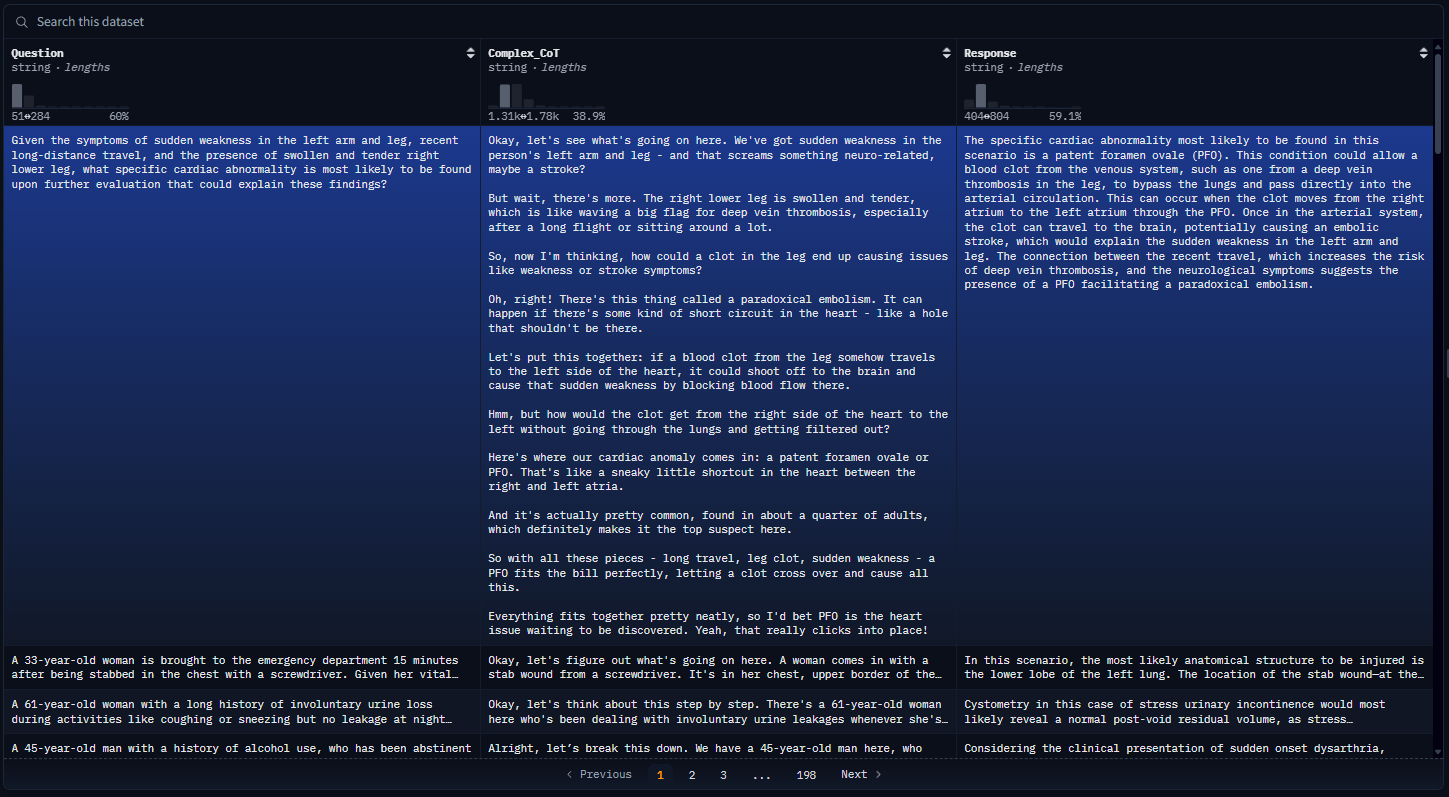 Search this dataset
Question
string · lengths
51↔284 60%
Complex_CoT
string · lengths
1.31k↔1.78k 38.9%
Response
string · lengths
404↔804 59.1%
Given the symptoms of sudden weakness in the left arm and leg, recent
long-distance travel, and the presence of swollen and tender right
lower leg, what specific cardiac abnormality is most likely to be found
upon further evaluation that could explain these findings?
Okay, let's see what's going on here. We've got sudden weakness in the
person's left arm and leg - and that screams something neuro-related,
maybe a stroke?
But wait, there's more. The right lower leg is swollen and tender,
which is like waving a big flag for deep vein thrombosis, especially
after a long flight or sitting around a lot.
So, now I'm thinking, how could a clot in the leg end up causing issues
like weakness or stroke symptoms?
Oh, right! There's this thing called a paradoxical embolism. It can
happen if there's some kind of short circuit in the heart - like a hole
that shouldn't be there.
Let's put this together: if a blood clot from the leg somehow travels
to the left side of the heart, it could shoot off to the brain and
cause that sudden weakness by blocking blood flow there.
Hmm, but how would the clot get from the right side of the heart to the
left without going through the lungs and getting filtered out?
Here's where our cardiac anomaly comes in: a patent foramen ovale or
PFO. That's like a sneaky little shortcut in the heart between the
right and left atria.
And it's actually pretty common, found in about a quarter of adults,
which definitely makes it the top suspect here.
So with all these pieces - long travel, leg clot, sudden weakness - a
PFO fits the bill perfectly, letting a clot cross over and cause all
this.
Everything fits together pretty neatly, so I'd bet PFO is the heart
issue waiting to be discovered. Yeah, that really clicks into place!
The specific cardiac abnormality most likely to be found in this
scenario is a patent foramen ovale (PFO). This condition could allow a
blood clot from the venous system, such as one from a deep vein
thrombosis in the leg, to bypass the lungs and pass directly into the
arterial circulation. This can occur when the clot moves from the right
atrium to the left atrium through the PFO. Once in the arterial system,
the clot can travel to the brain, potentially causing an embolic
stroke, which would explain the sudden weakness in the left arm and
leg. The connection between the recent travel, which increases the risk
of deep vein thrombosis, and the neurological symptoms suggests the
presence of a PFO facilitating a paradoxical embolism.
A 33-year-old woman is brought to the emergency department 15 minutes
after being stabbed in the chest with a screwdriver. Given her vital…
Okay, let's figure out what's going on here. A woman comes in with a
stab wound from a screwdriver. It's in her chest, upper border of the…
In this scenario, the most likely anatomical structure to be injured is
the lower lobe of the left lung. The location of the stab wound—at the…
A 61-year-old woman with a long history of involuntary urine loss
during activities like coughing or sneezing but no leakage at night…
Okay, let's think about this step by step. There's a 61-year-old woman
here who's been dealing with involuntary urine leakages whenever she's…
Cystometry in this case of stress urinary incontinence would most
likely reveal a normal post-void residual volume, as stress…
A 45-year-old man with a history of alcohol use, who has been abstinent
Alright, let’s break this down. We have a 45-year-old man here, who
Considering the clinical presentation of sudden onset dysarthria,
< Previous 1 2 3 ... 198 Next >